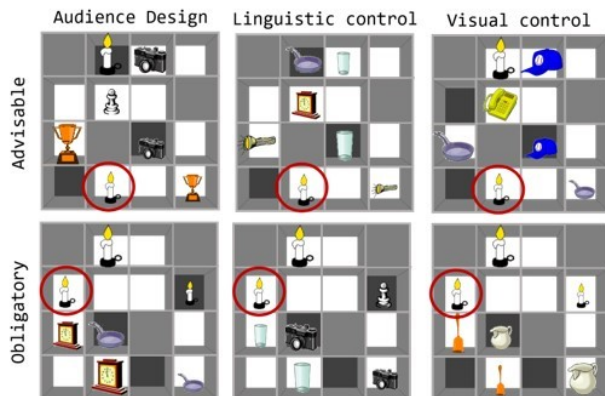 Audience Design
Linguistic control
Visual control
Advisable
Obligatory